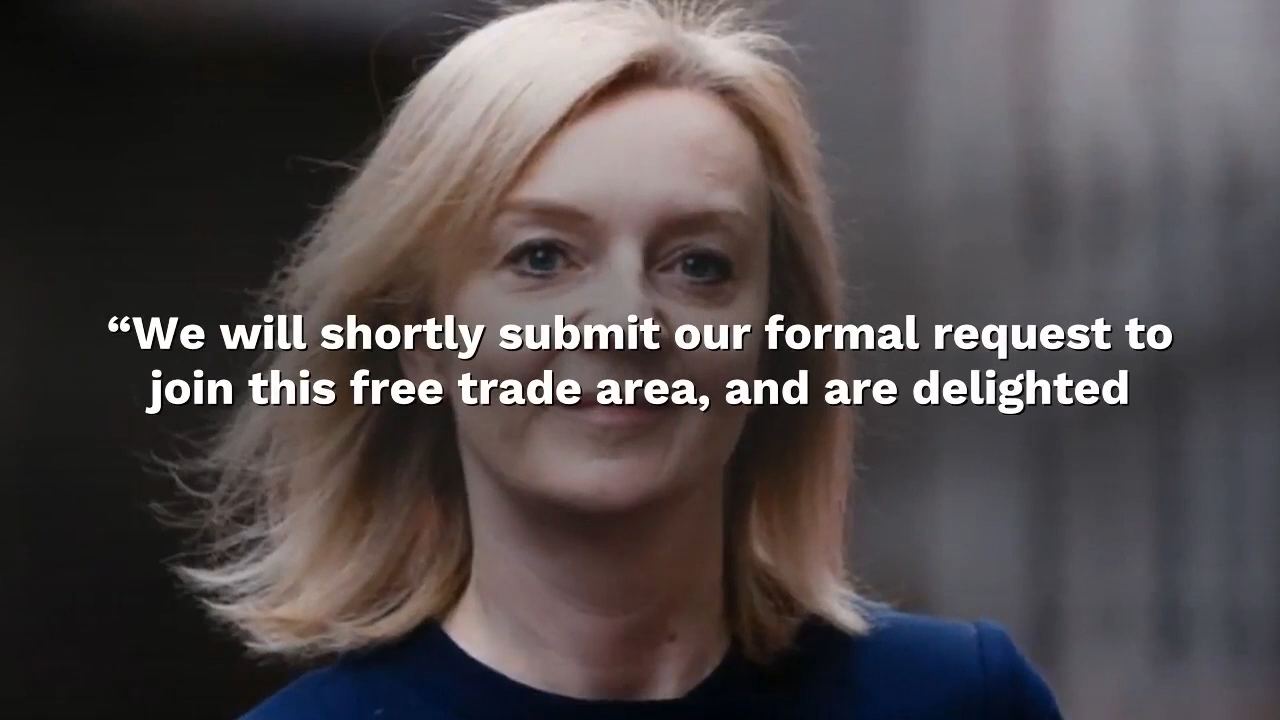 “We will shortly submit our formal request to
join this free trade area, and are delighted